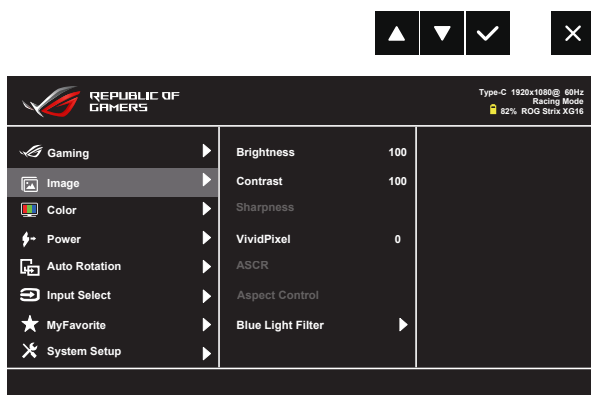 REPUBLIC OF
GAMERS
Type-C 1920x1080@ 60Hz
Racing Mode
82% ROG Strix XG16
Gaming
Image
Color
Power
Auto Rotation
Input Select
MyFavorite
System Setup
Brightness 100
Contrast 100
Sharpness
VividPixel 0
ASCR
Aspect Control
Blue Light Filter